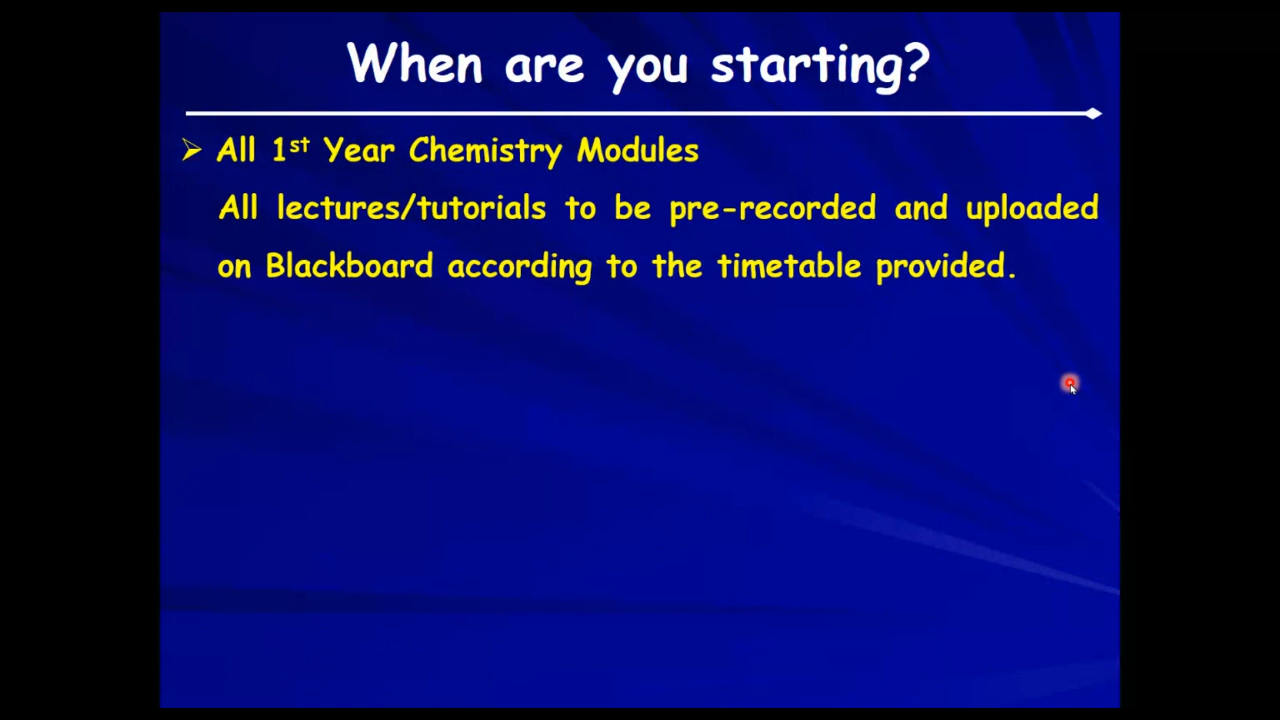 When are you starting?
All 1st Year Chemistry Modules
All lectures/tutorials to be pre-recorded and uploaded
on Blackboard according to the timetable provided.